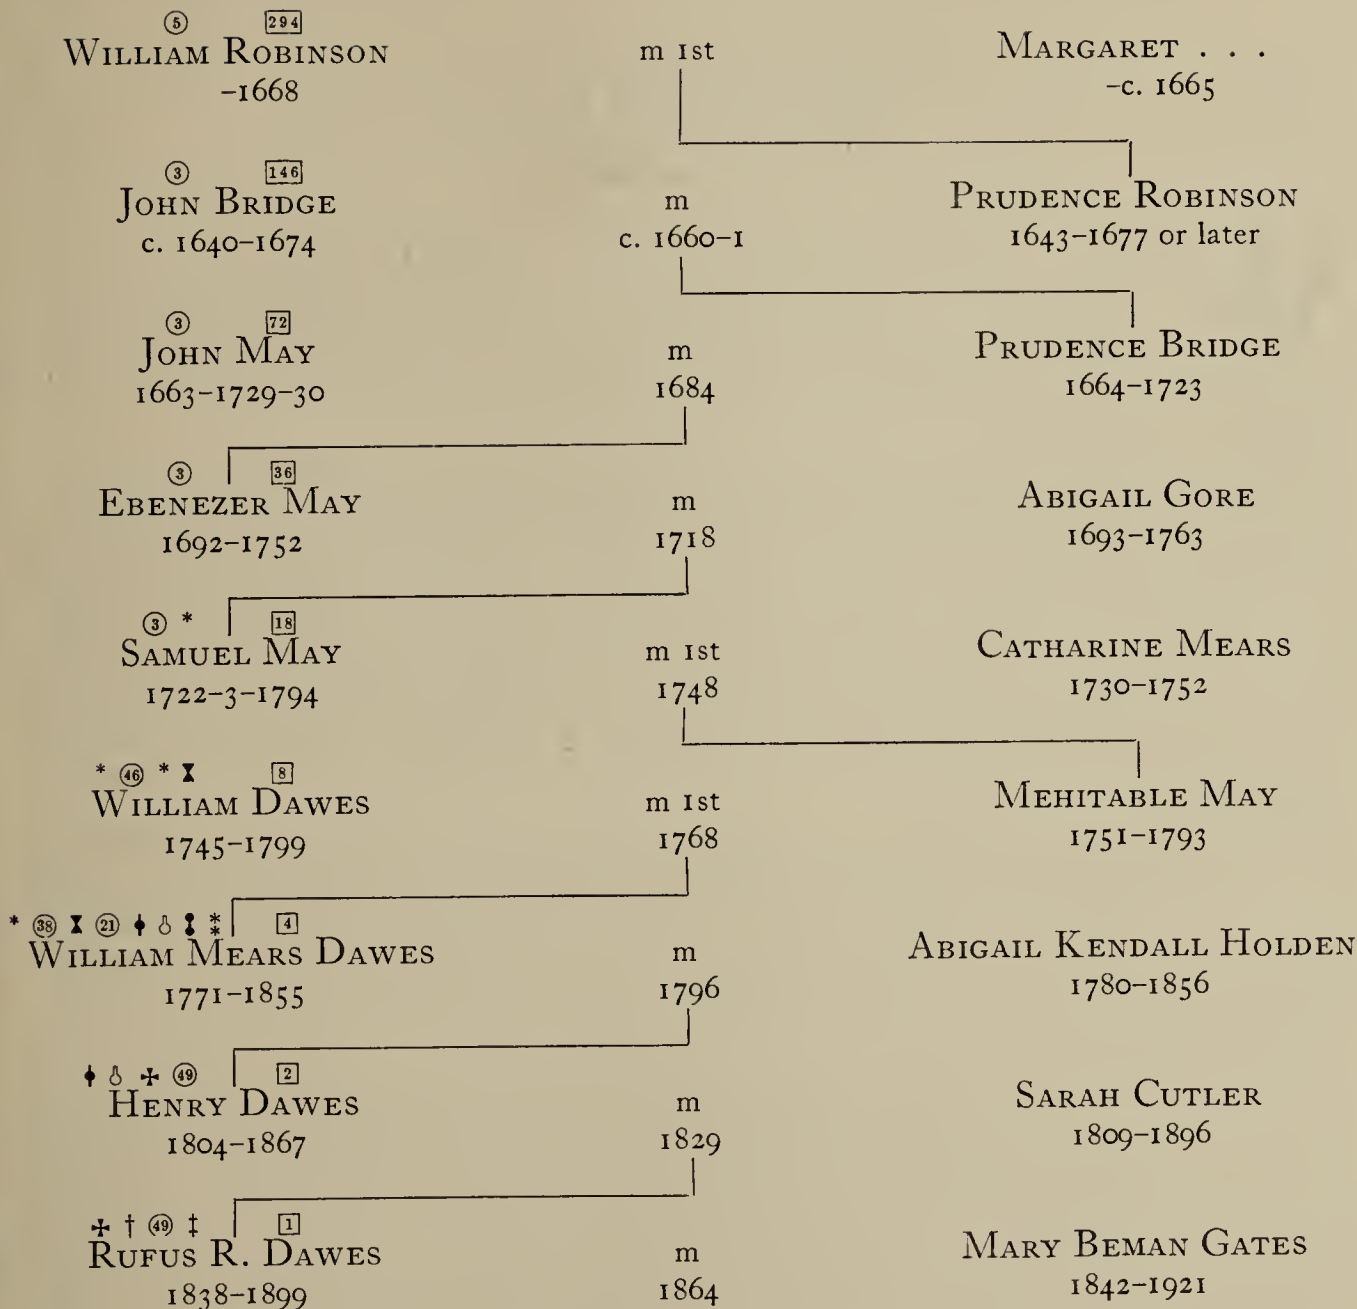 ⑤ 294
WILLIAM ROBINSON m 1st MARGARET . . .
-1668 -c. 1665
③ 146
JOHN BRIDGE m PRUDENCE ROBINSON
c. 1640-1674 c. 1660-1 1643-1677 or later
③ 72
JOHN MAY m PRUDENCE BRIDGE
1663-1729-30 1684 1664-1723
③ 36
EBENEZER MAY m ABIGAIL GORE
1692-1752 1718 1693-1763
③ * 18
SAMUEL MAY m 1st CATHARINE MEARS
1722-3-1794 1748 1730-1752
* ㊻ * 8
WILLIAM DAWES m 1st MEHITABLE MAY
1745-1799 1768 1751-1793
* ㊳ ㉑ ⁑ 4
WILLIAM MEARS DAWES m ABIGAIL KENDALL HOLDEN
1771-1855 1796 1780-1856
✢ ㊾ 2
HENRY DAWES m SARAH CUTLER
1804-1867 1829 1809-1896
✢ † ㊾ ‡ 1
RUFUS R. DAWES m MARY BEMAN GATES
1838-1899 1864 1842-1921